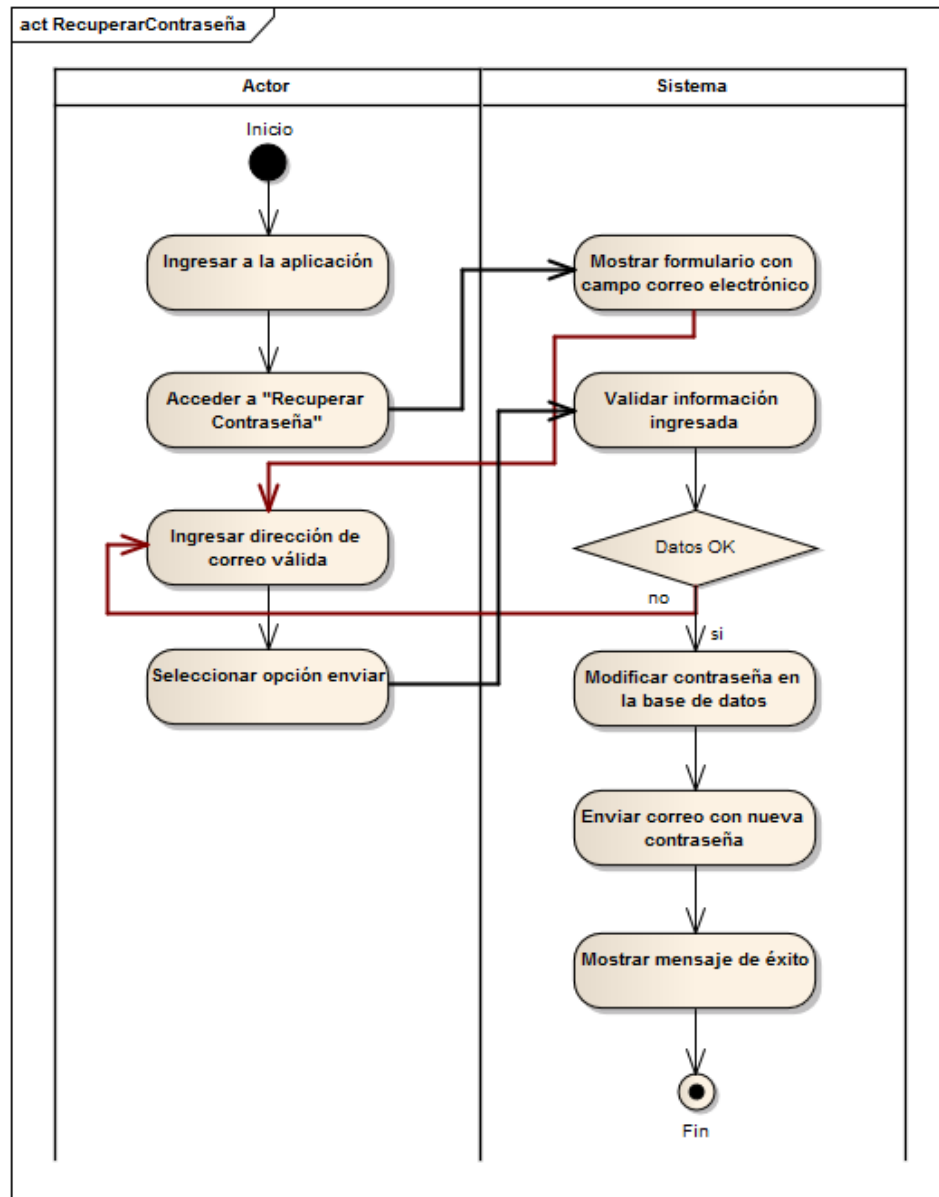 act RecuperarContraseña
Actor
Sistema
Inicio
Ingresar a la aplicación
Mostrar formulario con
campo correo electrónico
Acceder a "Recuperar
Contraseña"
Validar información
ingresada
Ingresar dirección de
correo válida
Datos OK
no
si
Seleccionar opción enviar
Modificar contraseña en
la base de datos
Enviar correo con nueva
contraseña
Mostrar mensaje de éxito
Fin